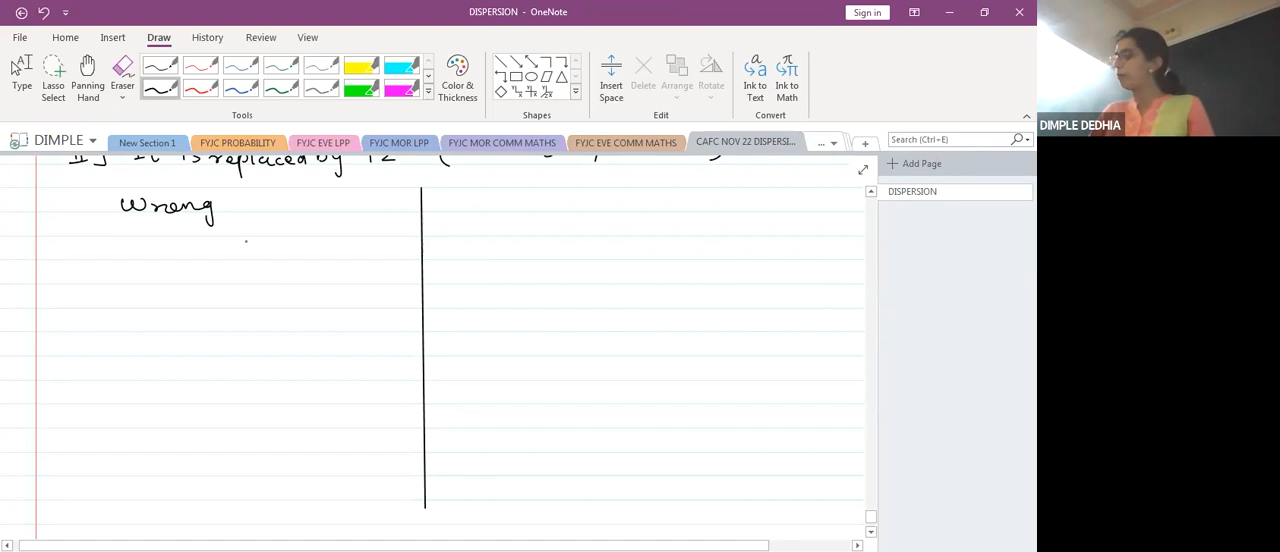 DISPERSION - OneNote
Sign in
File Home Insert Draw History Review View
Type
Lasso Select
Panning Hand
Eraser
Color & Thickness
Insert Space
Delete
Arrange
Rotate
Ink to Text
Ink to Math
Tools
Shapes
Edit
Convert
DIMPLE
New Section 1
FYJC PROBABILITY
FYJC EVE LPP
FYJC MOR LPP
FYJC MOR COMM MATHS
FYJC EVE COMM MATHS
CAFC NOV 22 DISPERSI...
...
Search (Ctrl+E)
Add Page
DISPERSION
is replaced by 12
Wrong
DIMPLE DEDHIA